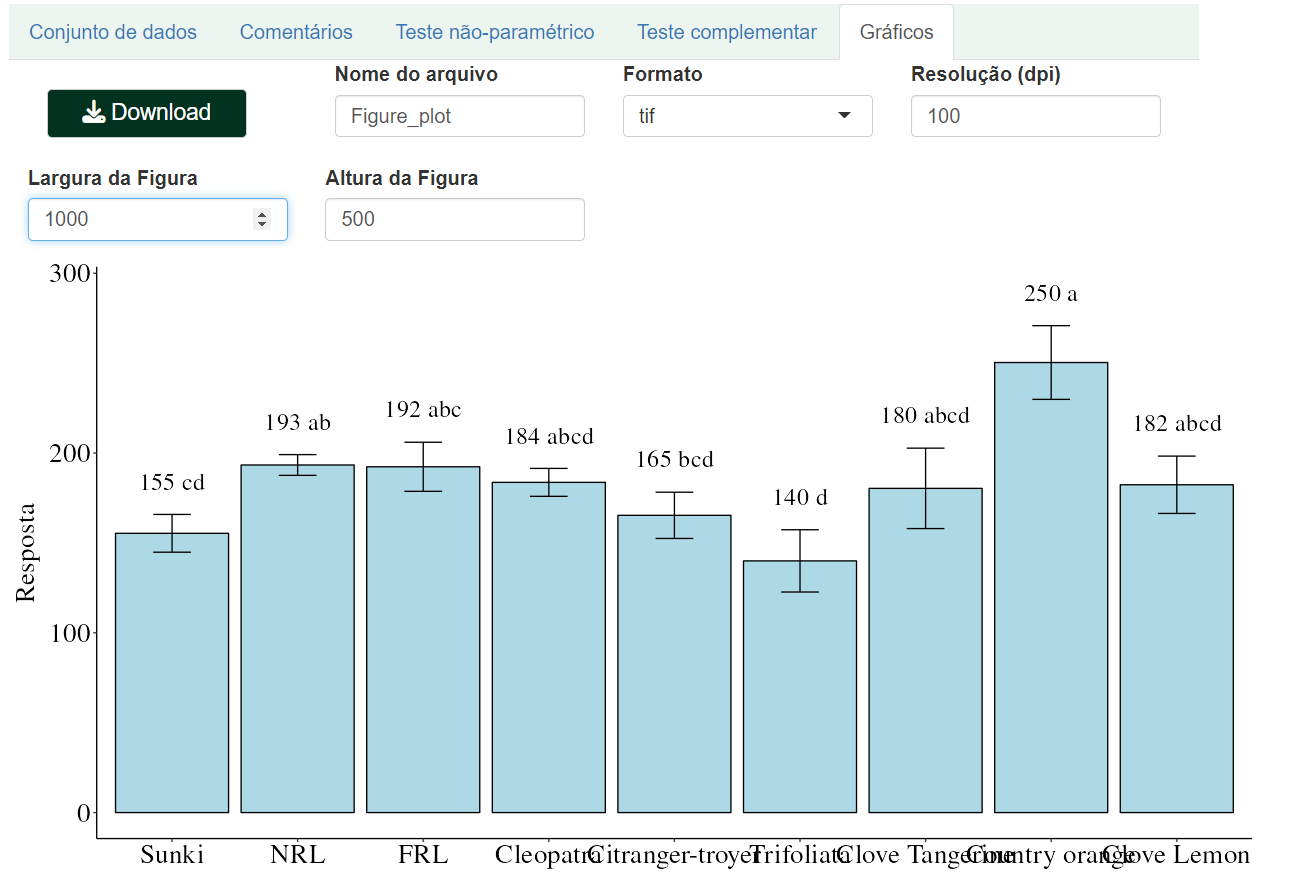 Conjunto de dados Comentários Teste não-paramétrico Teste complementar Gráficos
Download
Nome do arquivo
Figure_plot
Formato
tif
Resolução (dpi)
100
Largura da Figura
1000
Altura da Figura
500
Resposta
300
200
100
0
155 cd
193 ab
192 abc
184 abcd
165 bcd
140 d
180 abcd
250 a
182 abcd
Sunki
NRL
FRL
Cleopatra
Citranger-troyer
Trifoliata
Clove Tangerine
Country orange
Clove Lemon